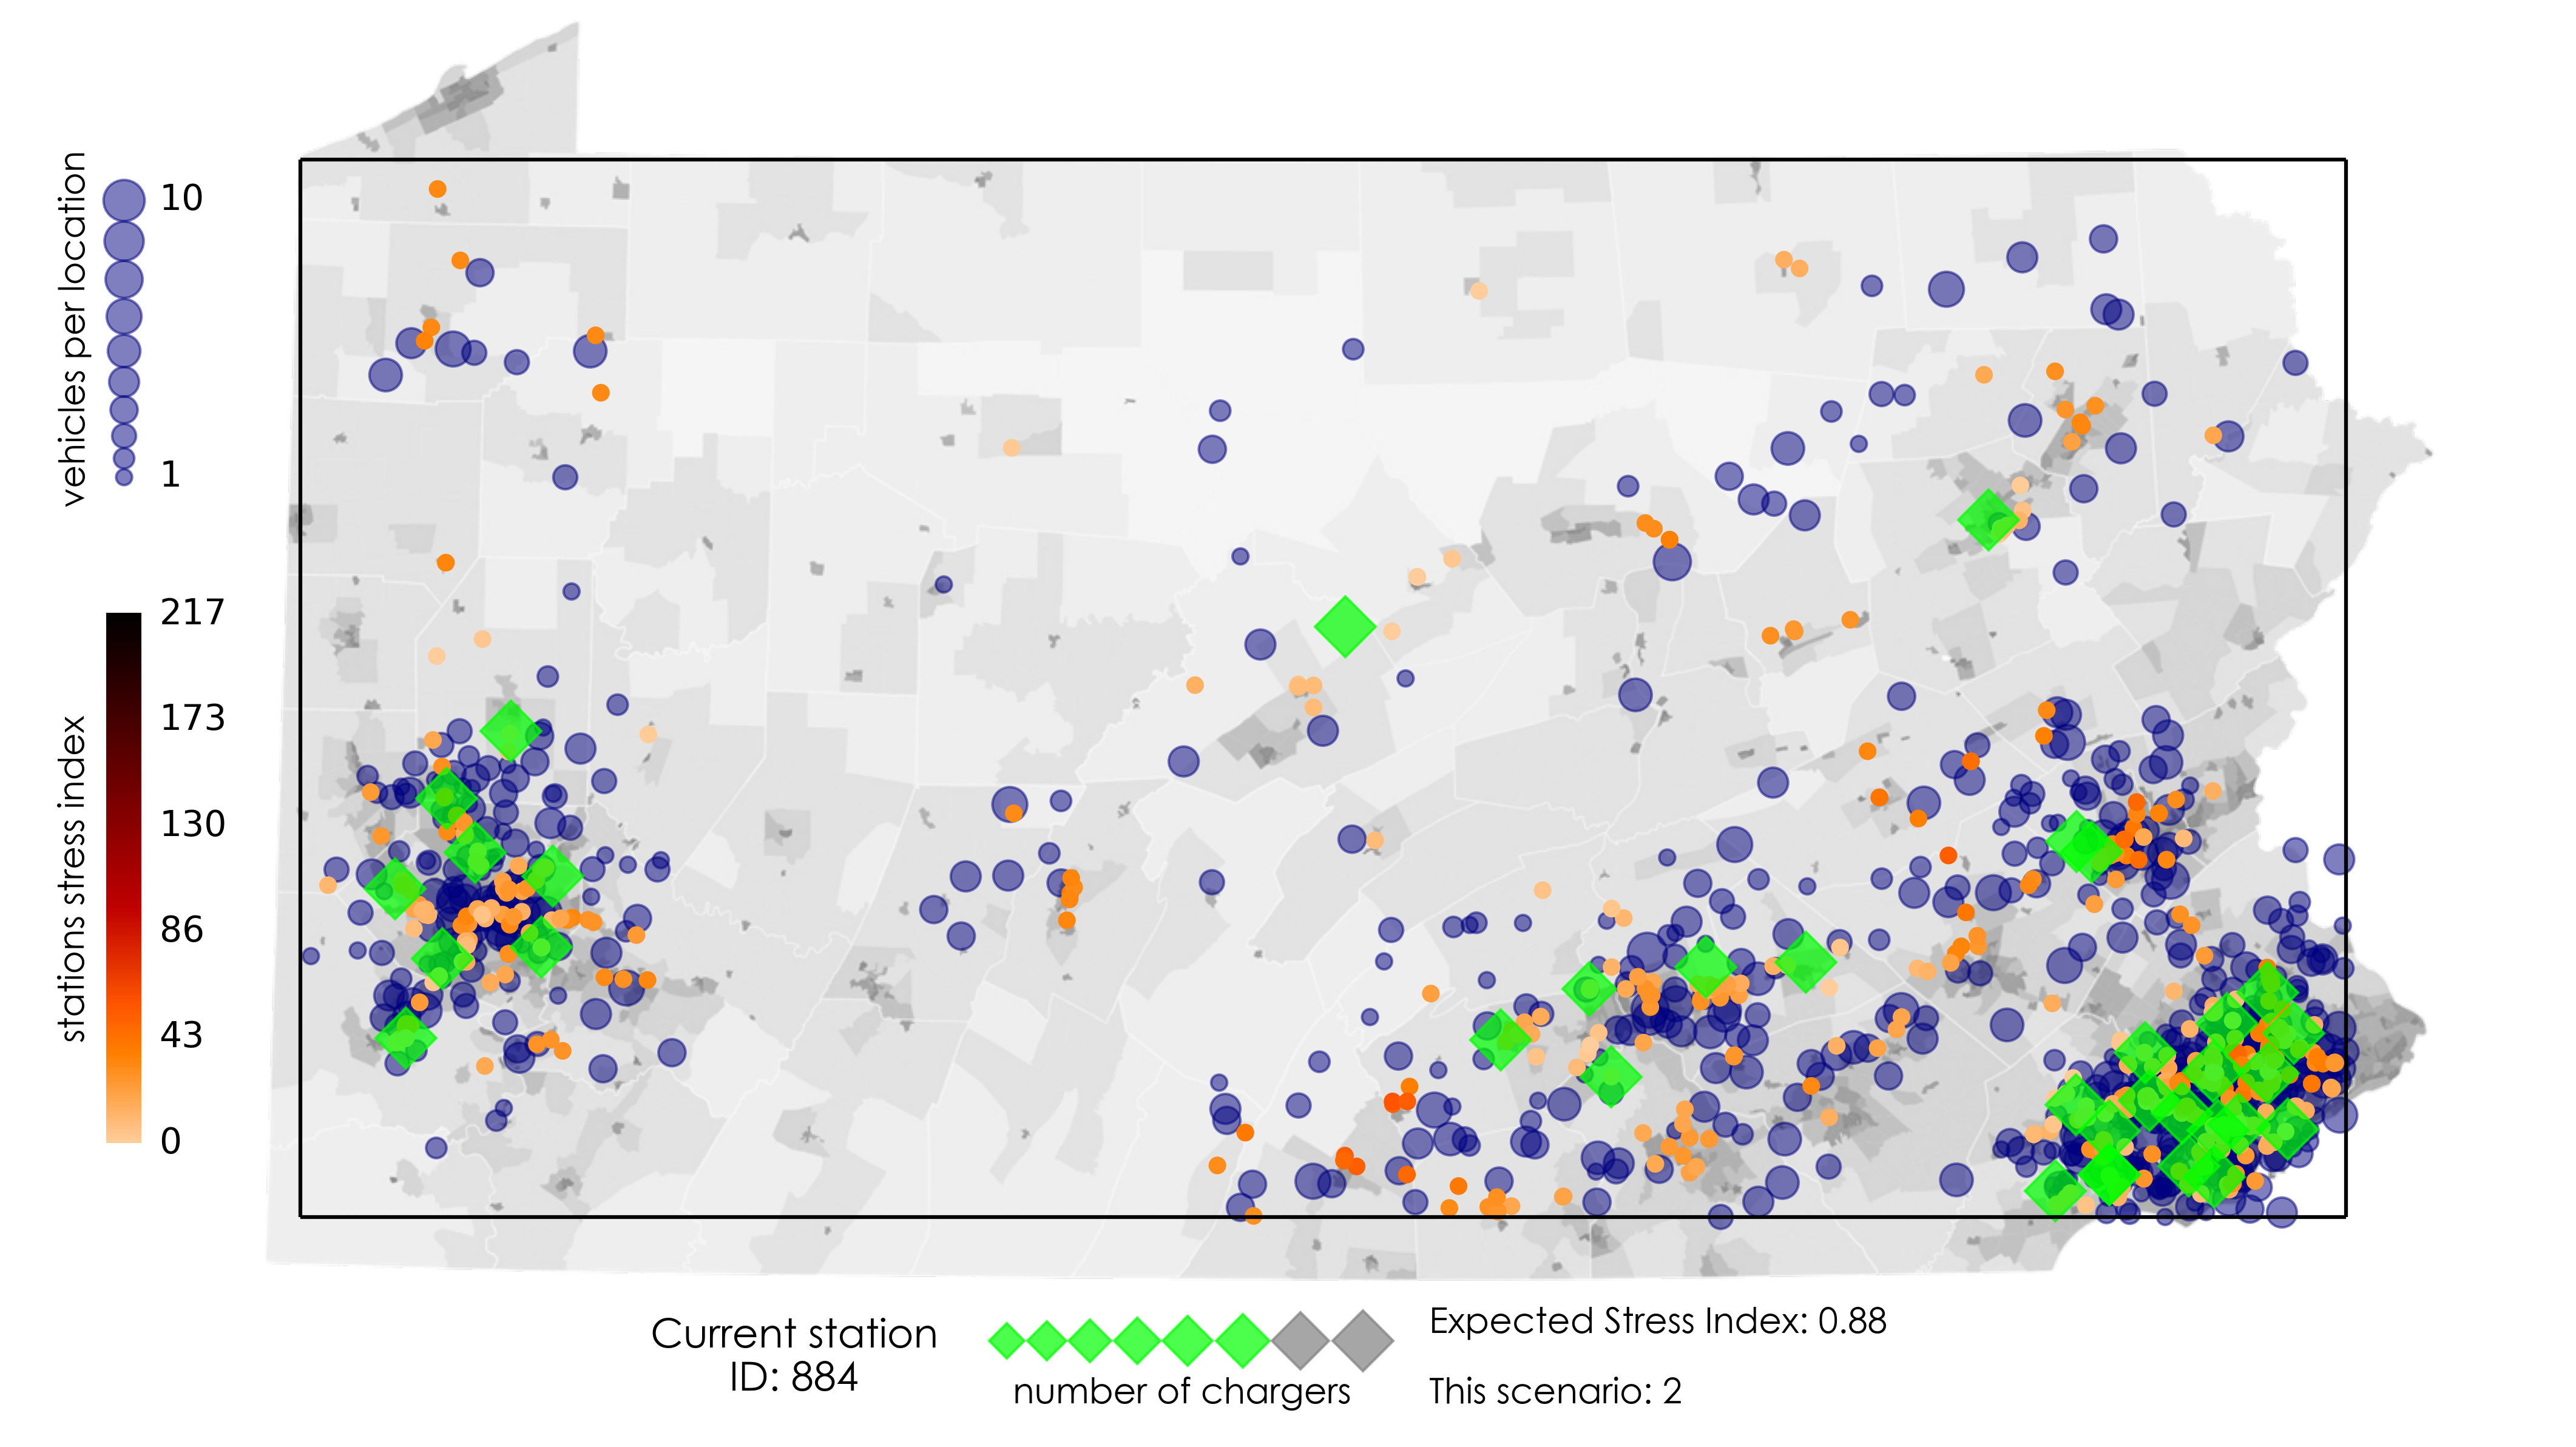 vehicles per location
10
1
stations stress index
217
173
130
86
43
0
Current station
ID: 884
number of chargers
Expected Stress Index: 0.88
This scenario: 2